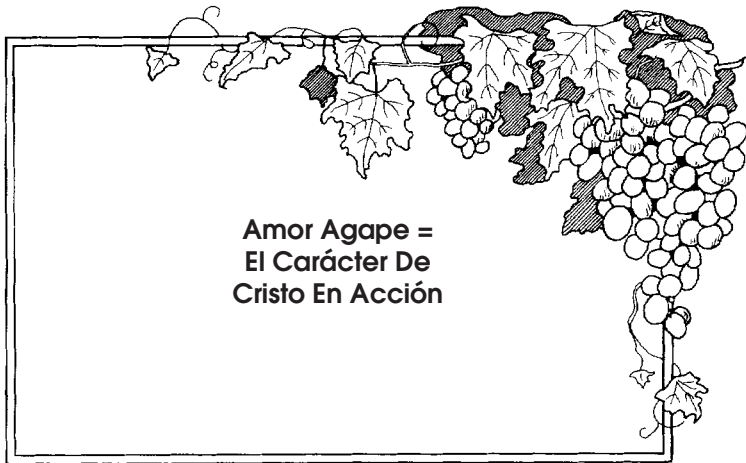 Amor Agape =
El Carácter De
Cristo En Acción